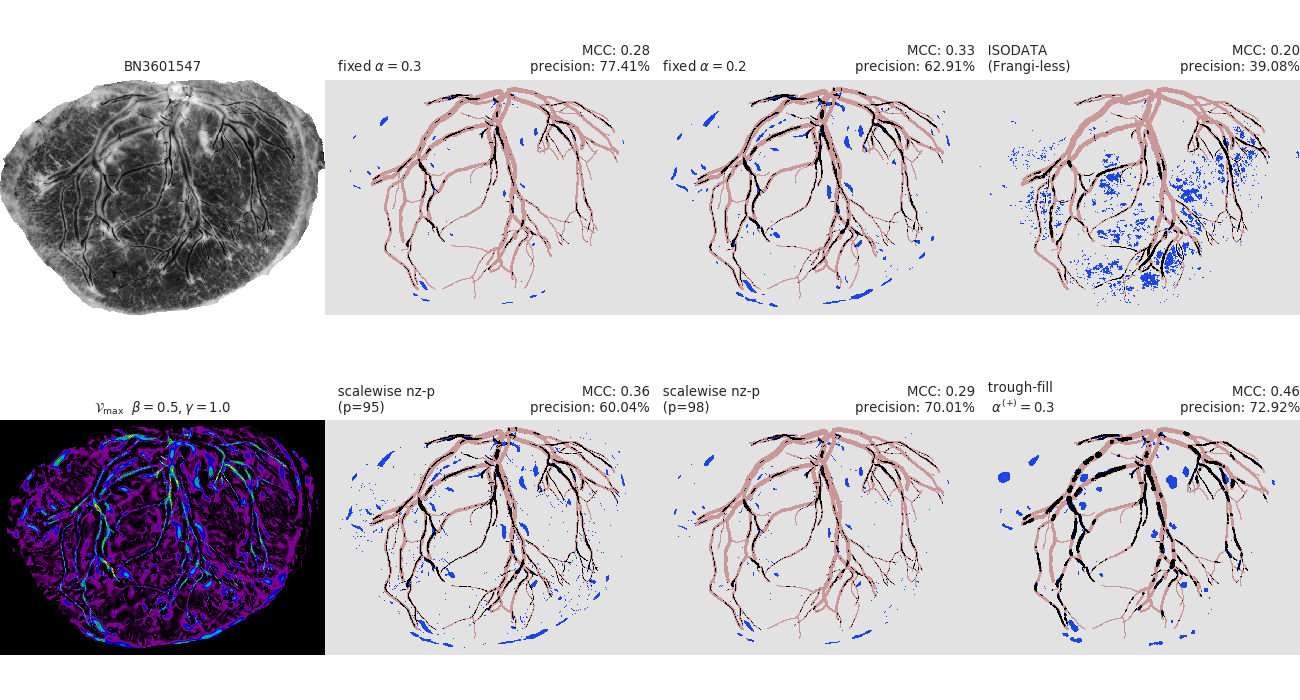 BN3601547
fixed α = 0.3
MCC: 0.28
precision: 77.41%
fixed α = 0.2
MCC: 0.33
precision: 62.91%
ISODATA
(Frangi-less)
MCC: 0.20
precision: 39.08%
𝒱max β = 0.5, γ = 1.0
scalewise nz-p
(p=95)
MCC: 0.36
precision: 60.04%
scalewise nz-p
(p=98)
MCC: 0.29
precision: 70.01%
trough-fill
α(+) = 0.3
MCC: 0.46
precision: 72.92%